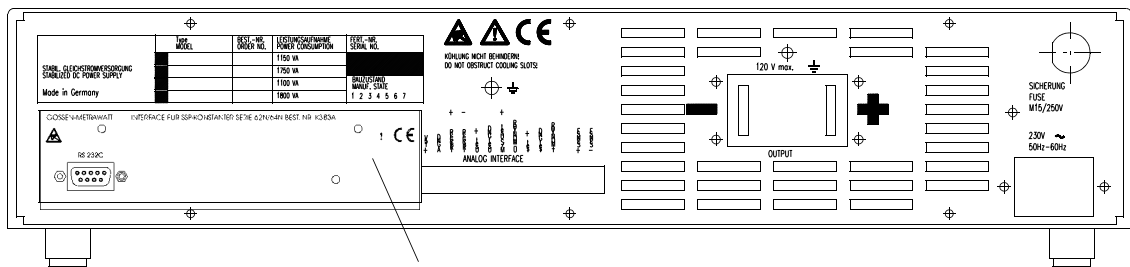 Type
MODEL
BEST.-NR.
ORDER NO.
LEISTUNGSAUFNAHME
POWER CONSUMPTION
FERT.-NR.
SERIAL NO.
1150 VA
1750 VA
1100 VA
1800 VA
STABIL. GLEICHSTROMVERSORGUNG
STABILIZED DC POWER SUPPLY
Made in Germany
BAUZUSTAND
MANUF. STATE
1 2 3 4 5 6 7
CE
KÜHLUNG NICHT BEHINDERN!
DO NOT OBSTRUCT COOLING SLOTS!
GOSSEN-METRAWATT INTERFACE FÜR SSP-KONSTANTER SERIE 62N/64N BEST. NR. K383A
CE
RS 232C
ANALOG INTERFACE
120 V max.
OUTPUT
SICHERUNG
FUSE
M15/250V
230V ~
50Hz-60Hz